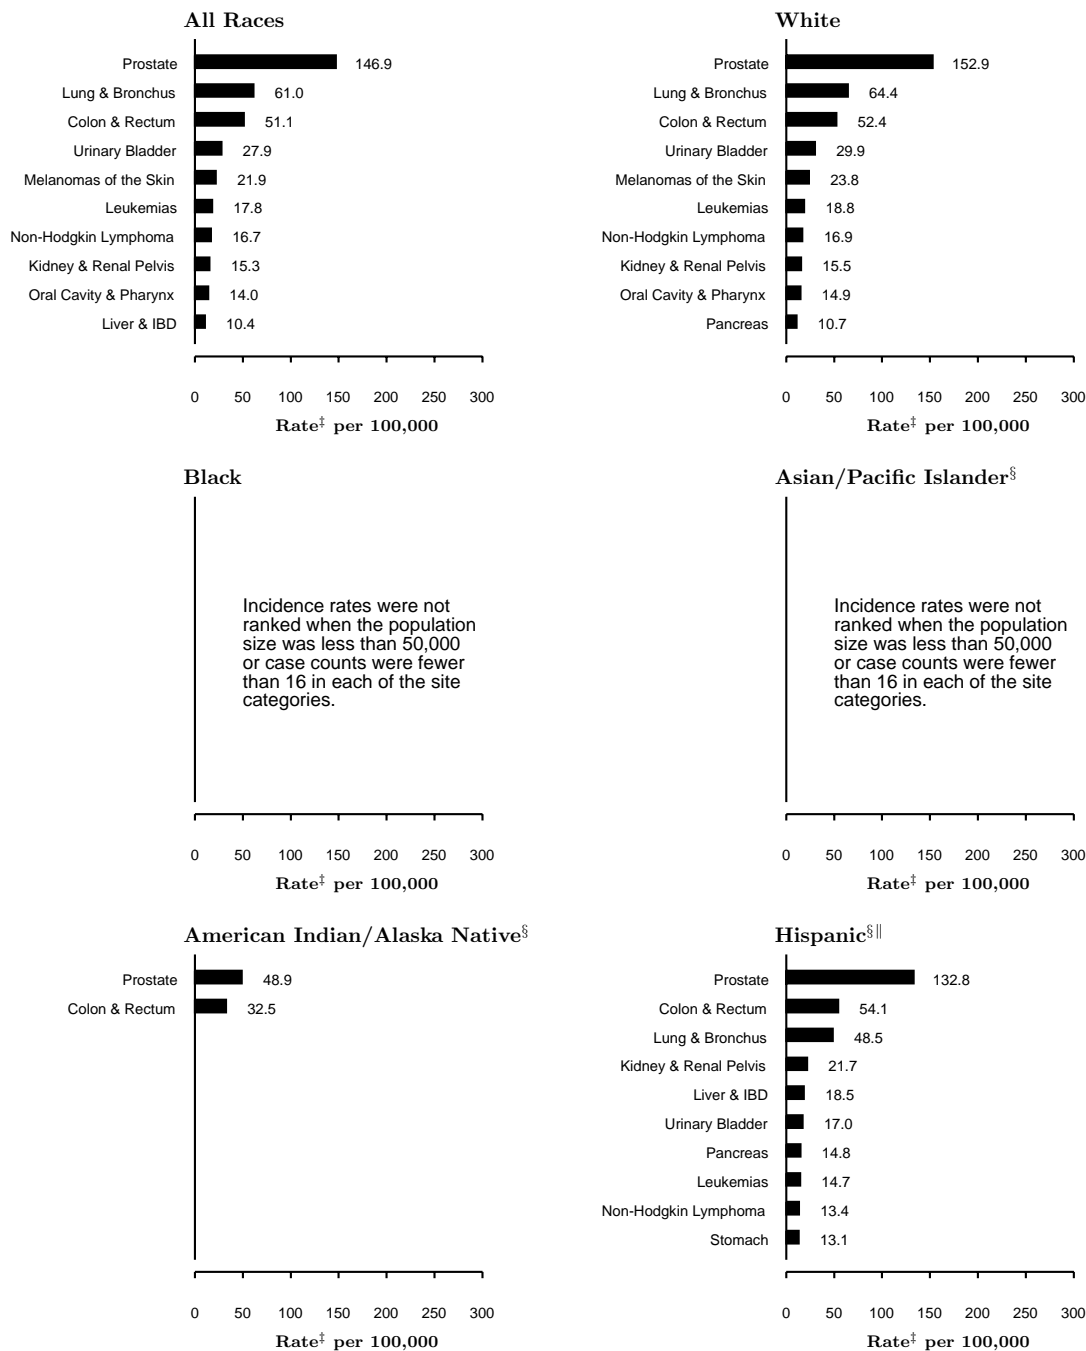 All Races
Prostate 146.9
Lung & Bronchus 61.0
Colon & Rectum 51.1
Urinary Bladder 27.9
Melanomas of the Skin 21.9
Leukemias 17.8
Non-Hodgkin Lymphoma 16.7
Kidney & Renal Pelvis 15.3
Oral Cavity & Pharynx 14.0
Liver & IBD 10.4
0 50 100 150 200 250 300
Rate‡ per 100,000
White
Prostate 152.9
Lung & Bronchus 64.4
Colon & Rectum 52.4
Urinary Bladder 29.9
Melanomas of the Skin 23.8
Leukemias 18.8
Non-Hodgkin Lymphoma 16.9
Kidney & Renal Pelvis 15.5
Oral Cavity & Pharynx 14.9
Pancreas 10.7
0 50 100 150 200 250 300
Rate‡ per 100,000
Black
Incidence rates were not
ranked when the population
size was less than 50,000
or case counts were fewer
than 16 in each of the site
categories.
0 50 100 150 200 250 300
Rate‡ per 100,000
Asian/Pacific Islander§
Incidence rates were not
ranked when the population
size was less than 50,000
or case counts were fewer
than 16 in each of the site
categories.
0 50 100 150 200 250 300
Rate‡ per 100,000
American Indian/Alaska Native§
Prostate 48.9
Colon & Rectum 32.5
0 50 100 150 200 250 300
Rate‡ per 100,000
Hispanic§‖
Prostate 132.8
Colon & Rectum 54.1
Lung & Bronchus 48.5
Kidney & Renal Pelvis 21.7
Liver & IBD 18.5
Urinary Bladder 17.0
Pancreas 14.8
Leukemias 14.7
Non-Hodgkin Lymphoma 13.4
Stomach 13.1
0 50 100 150 200 250 300
Rate‡ per 100,000